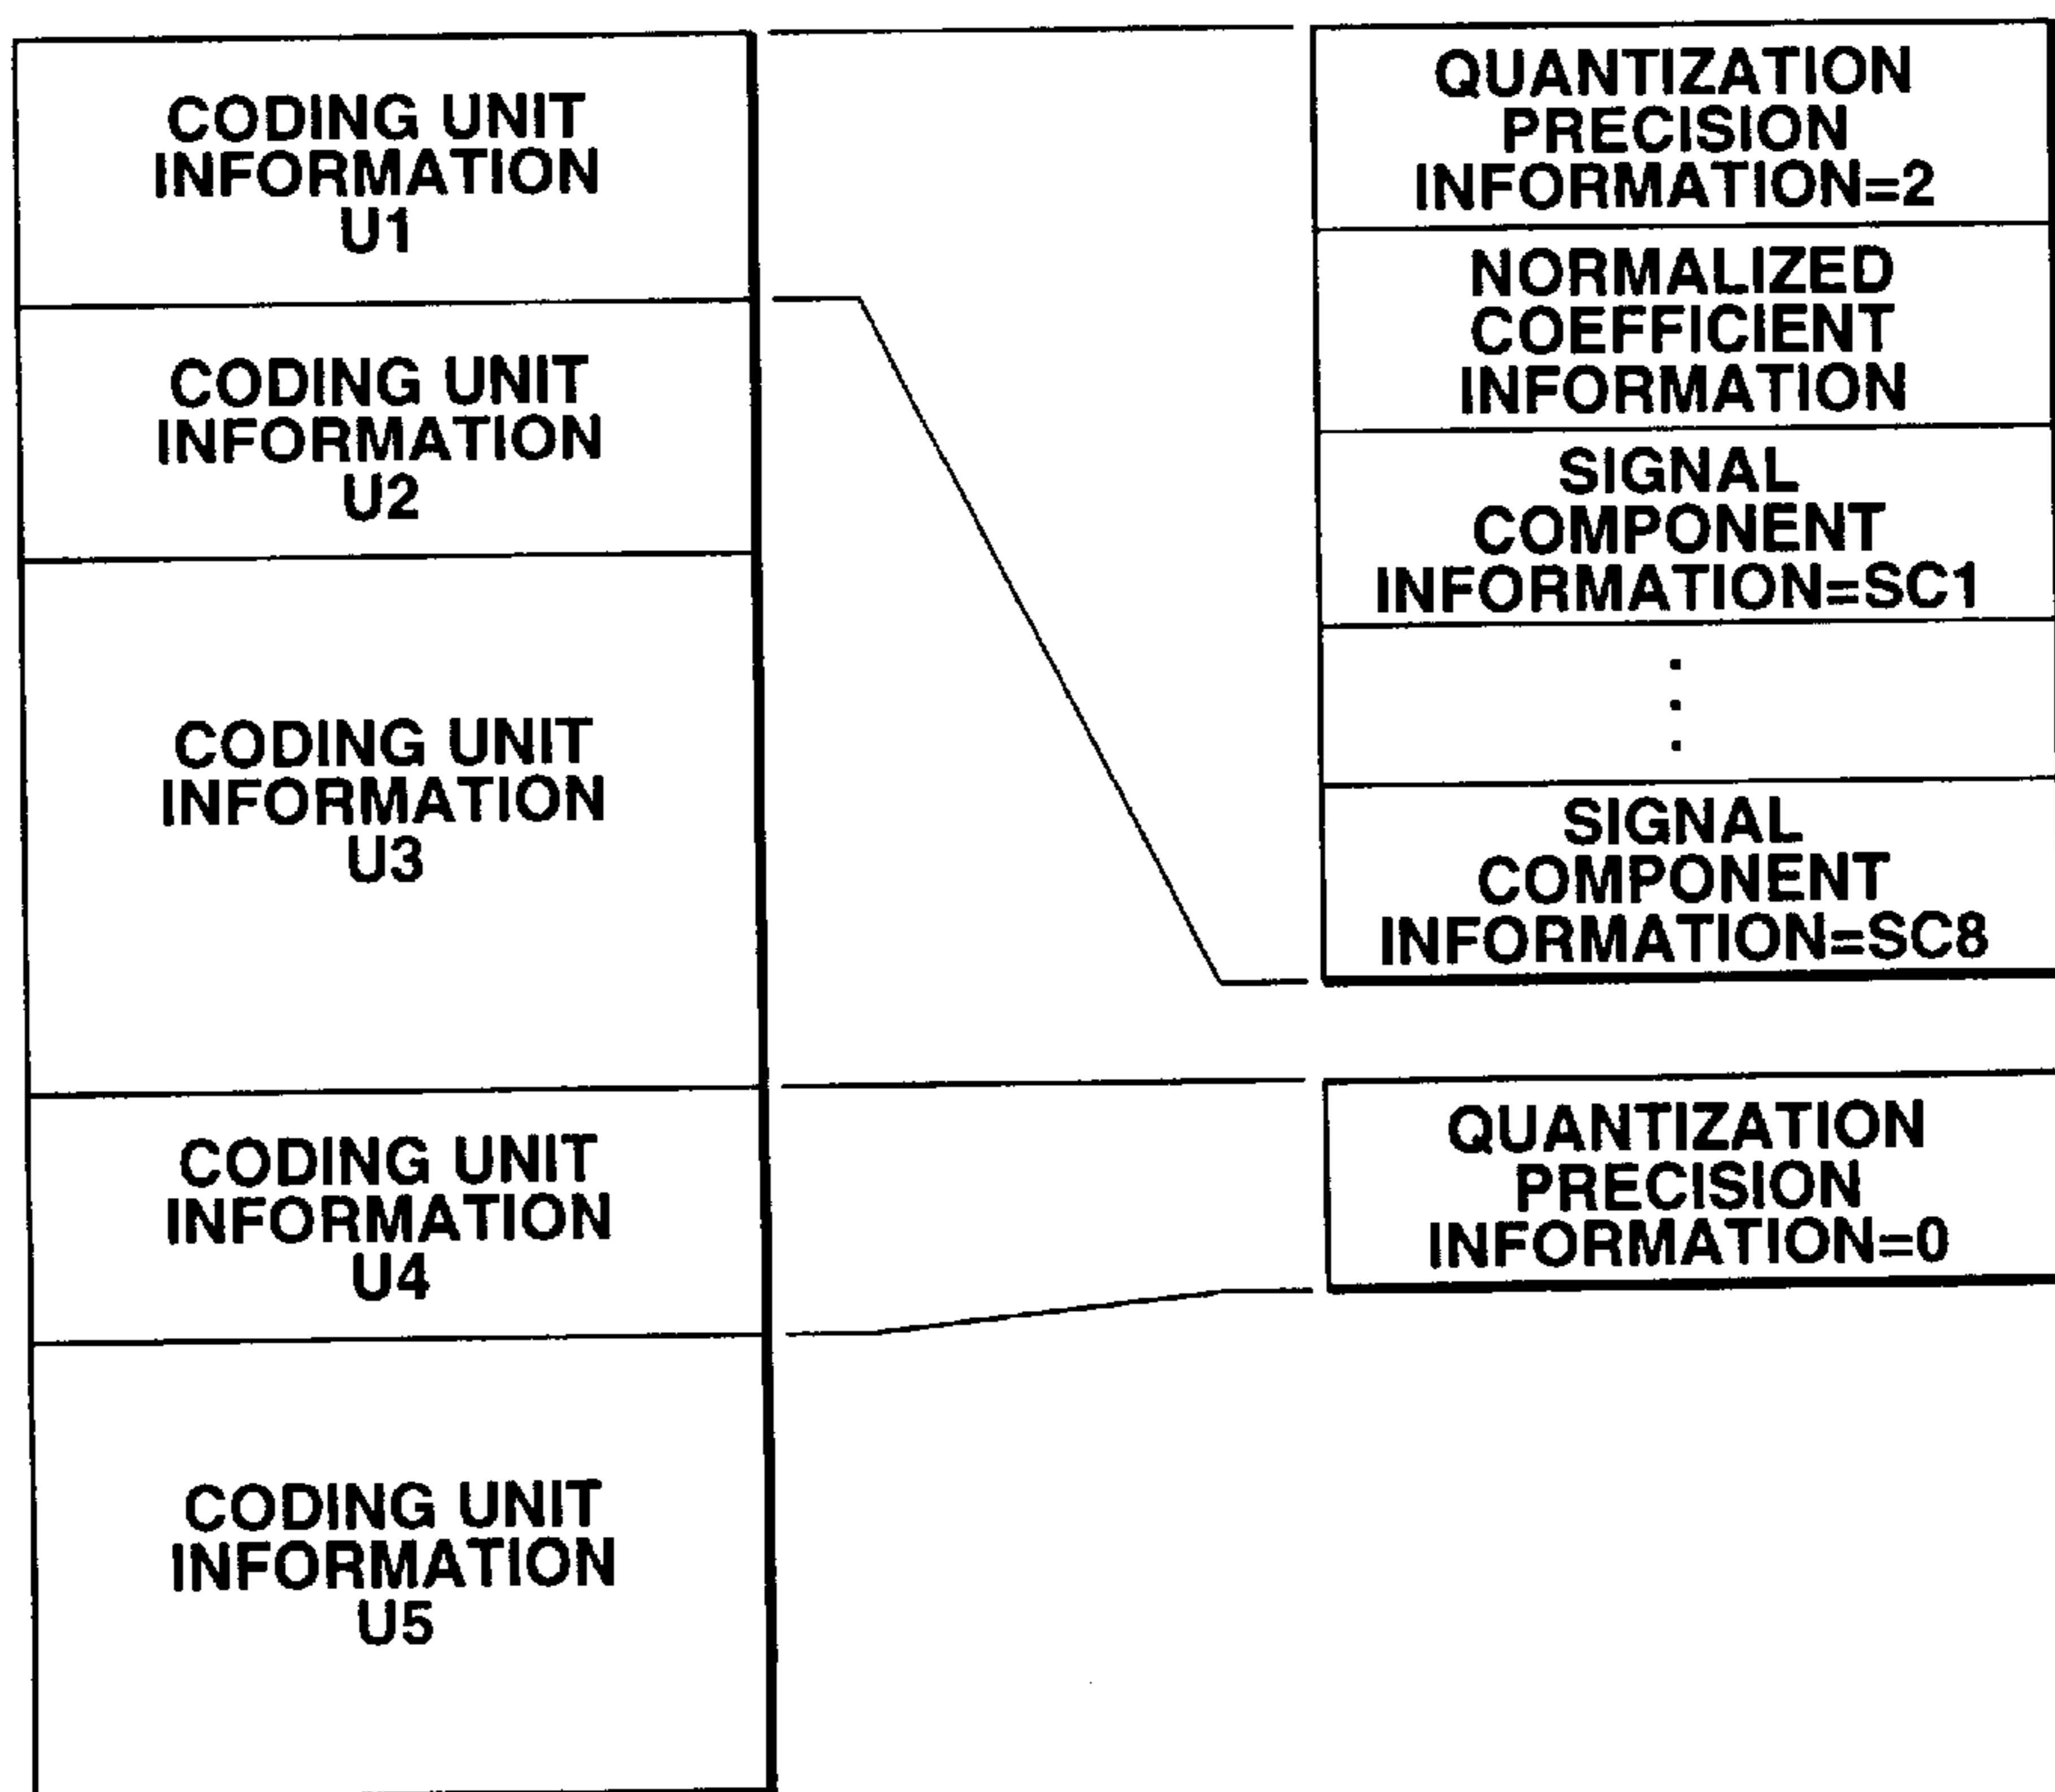 CODING UNIT
INFORMATION
U1
CODING UNIT
INFORMATION
U2
CODING UNIT
INFORMATION
U3
CODING UNIT
INFORMATION
U4
CODING UNIT
INFORMATION
U5
QUANTIZATION
PRECISION
INFORMATION=2
NORMALIZED
COEFFICIENT
INFORMATION
SIGNAL
COMPONENT
INFORMATION=SC1
SIGNAL
COMPONENT
INFORMATION=SC8
QUANTIZATION
PRECISION
INFORMATION=0